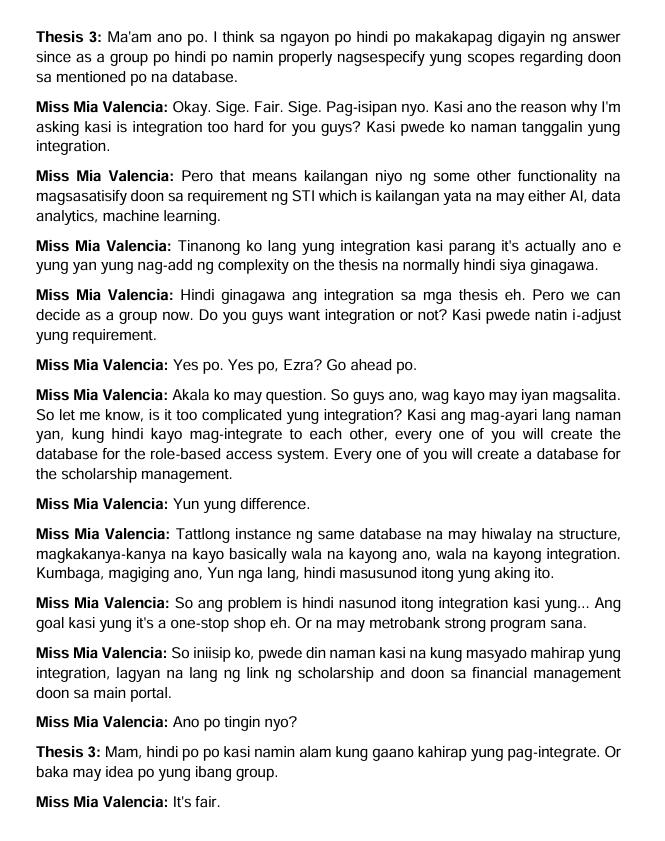 Thesis 3: Ma'am ano po. I think sa ngayon po hindi po makakapag digayin ng answer
since as a group po hindi po namin properly nagsespecify yung scopes regarding doon
sa mentioned po na database.
Miss Mia Valencia: Okay. Sige. Fair. Sige. Pag-isipan nyo. Kasi ano the reason why I'm
asking kasi is integration too hard for you guys? Kasi pwede ko naman tanggalin yung
integration.
Miss Mia Valencia: Pero that means kailangan niyo ng some other functionality na
magsasatisify doon sa requirement ng STI which is kailangan yata na may either AI, data
analytics, machine learning.
Miss Mia Valencia: Tinanong ko lang yung integration kasi parang it's actually ano e
yung yan yung nag-add ng complexity on the thesis na normally hindi siya ginagawa.
Miss Mia Valencia: Hindi ginagawa ang integration sa mga thesis eh. Pero we can
decide as a group now. Do you guys want integration or not? Kasi pwede natin i-adjust
yung requirement.
Miss Mia Valencia: Yes po. Yes po, Ezra? Go ahead po.
Miss Mia Valencia: Akala ko may question. So guys ano, wag kayo may iyan magsalita.
So let me know, is it too complicated yung integration? Kasi ang mag-ayari lang naman
yan, kung hindi kayo mag-integrate to each other, every one of you will create the
database for the role-based access system. Every one of you will create a database for
the scholarship management.
Miss Mia Valencia: Yun yung difference.
Miss Mia Valencia: Tattlong instance ng same database na may hiwalay na structure,
magkakanya-kanya na kayo basically wala na kayong ano, wala na kayong integration.
Kumbaga, magiging ano, Yun nga lang, hindi masusunod itong yung aking ito.
Miss Mia Valencia: So ang problem is hindi nasunod itong integration kasi yung... Ang
goal kasi yung it's a one-stop shop eh. Or na may metrobank strong program sana.
Miss Mia Valencia: So iniisip ko, pwede din naman kasi na kung masyado mahirap yung
integration, lagyan na lang ng link ng scholarship and doon sa financial management
doon sa main portal.
Miss Mia Valencia: Ano po tingin nyo?
Thesis 3: Mam, hindi po po kasi namin alam kung gaano kahirap yung pag-integrate. Or
baka may idea po yung ibang group.
Miss Mia Valencia: It's fair.